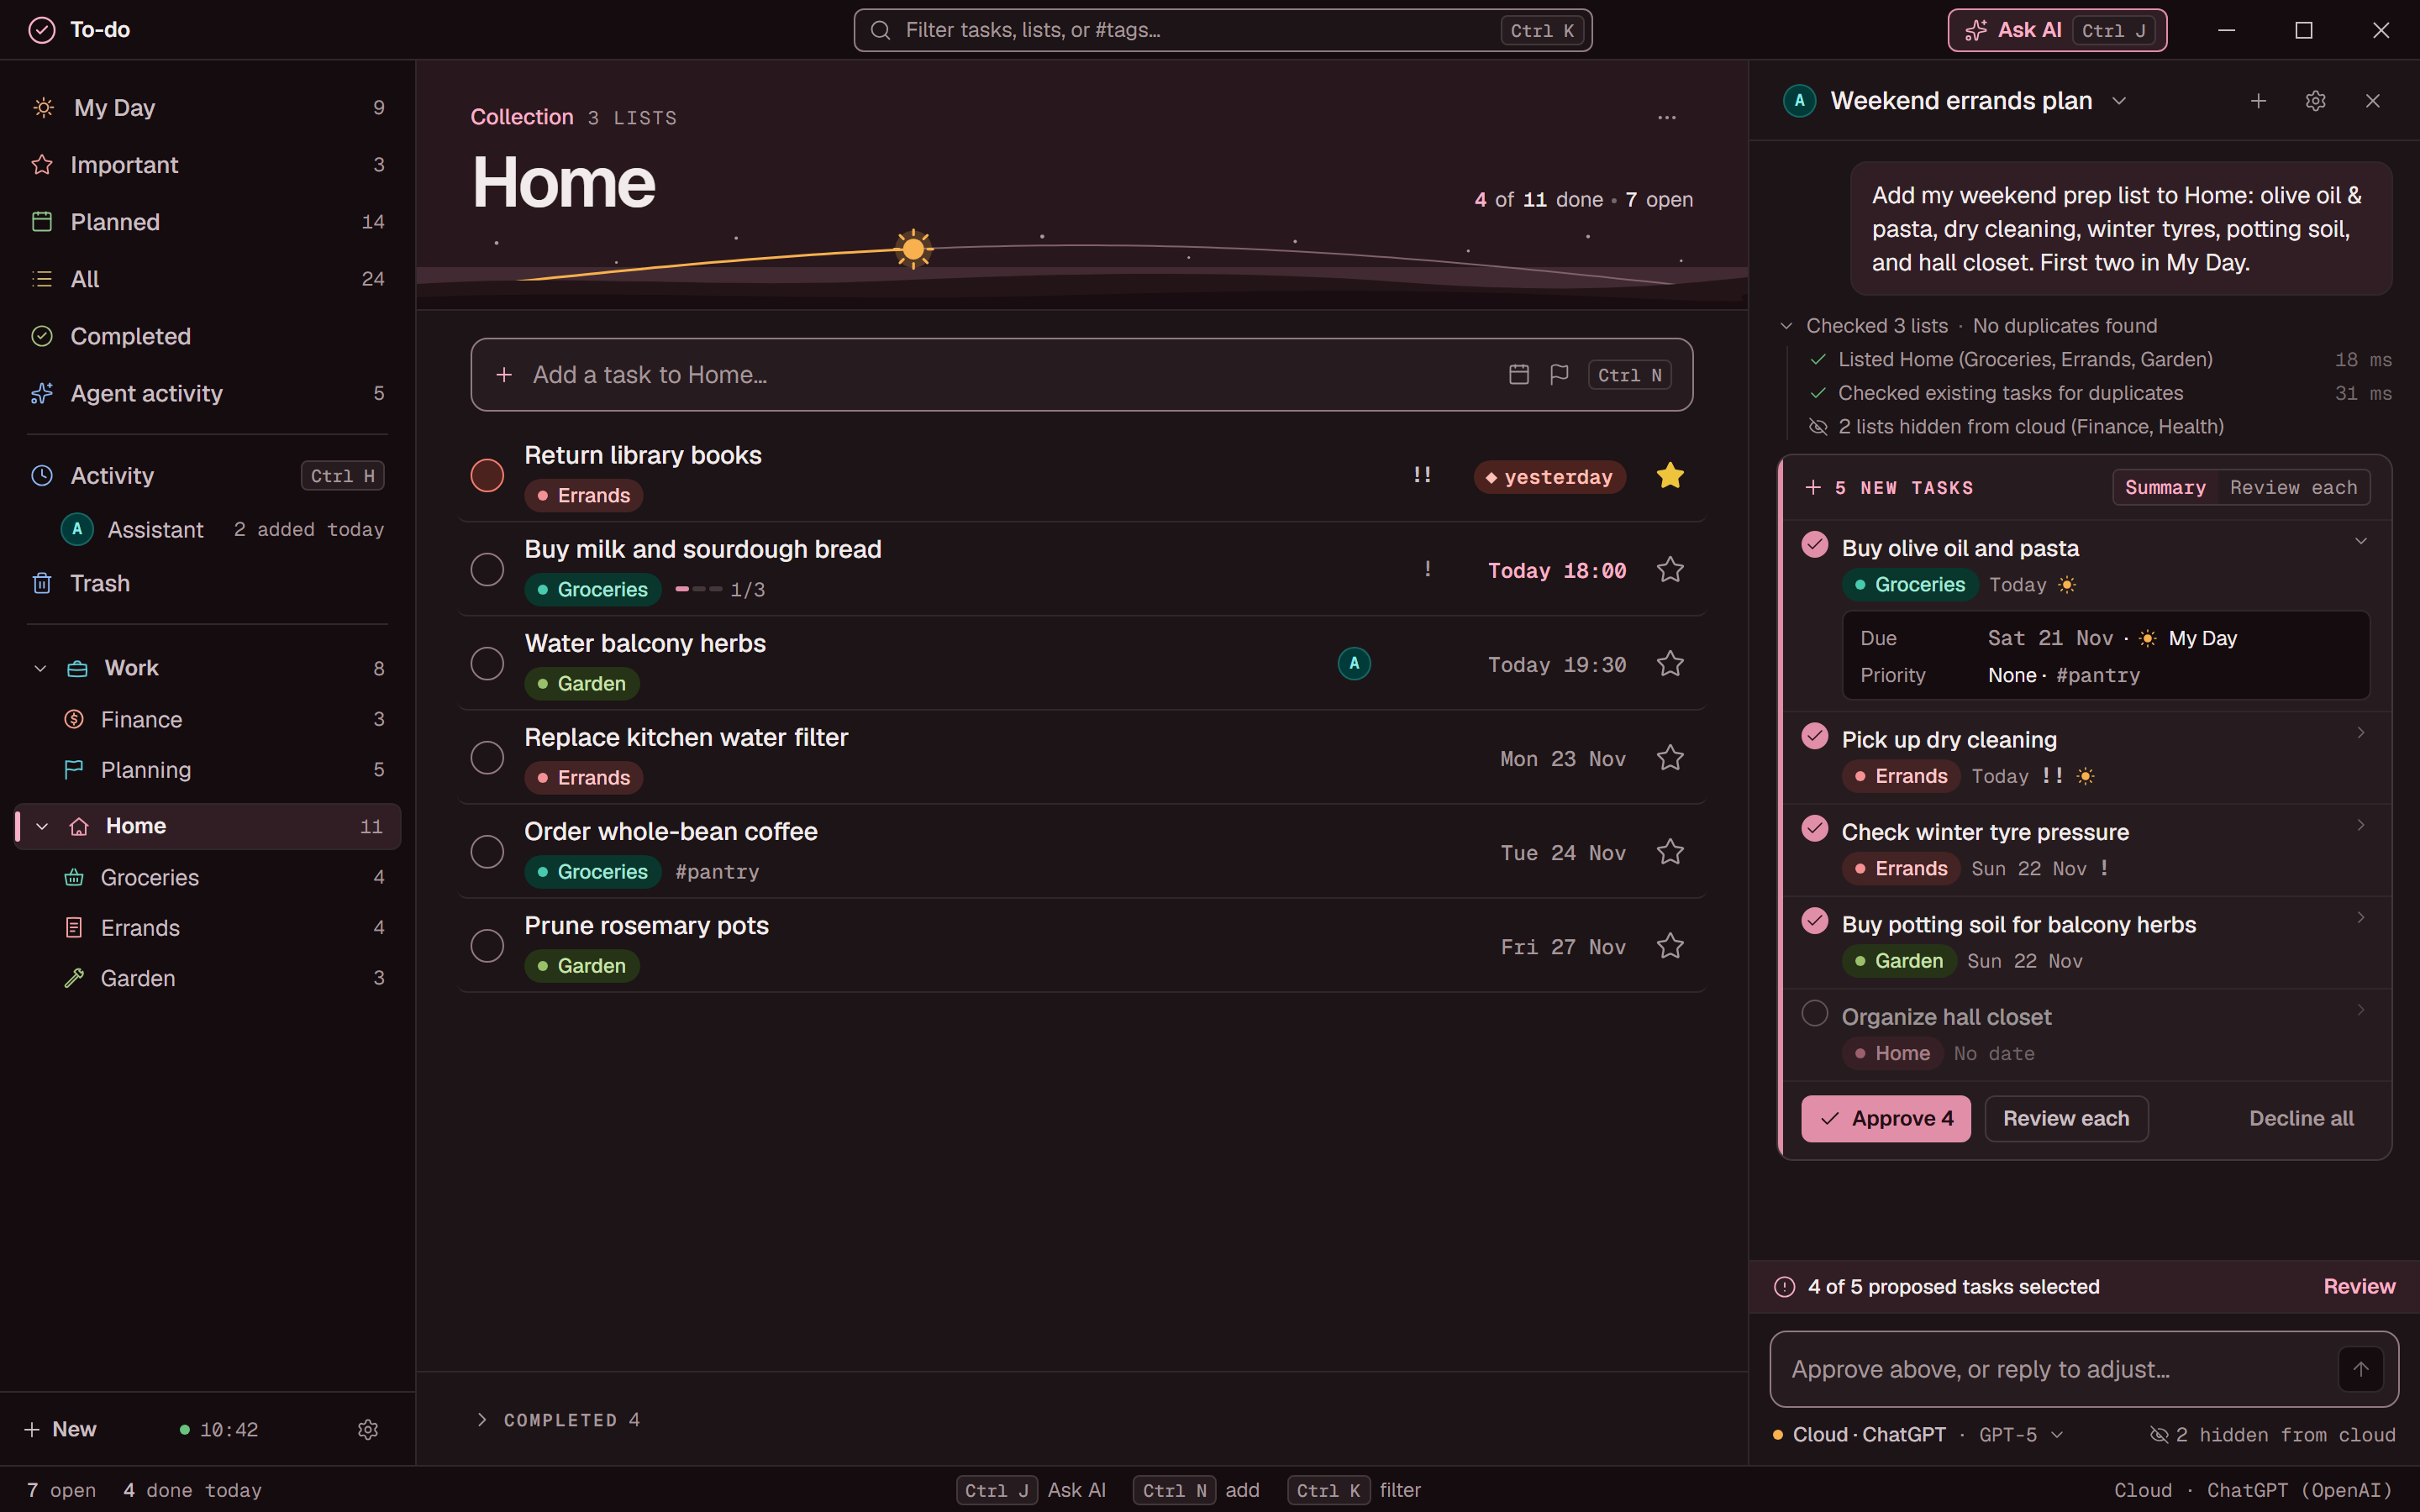 To-do
Filter tasks, lists, or #tags...
Ctrl K
Ask AI
Ctrl J
My Day 9
Important 3
Planned 14
All 24
Completed
Agent activity 5
Activity Ctrl H
A Assistant 2 added today
Trash
Work 8
Finance 3
Planning 5
Home 11
Groceries 4
Errands 4
Garden 3
+ New 10:42
Collection 3 LISTS
Home
4 of 11 done • 7 open
Add a task to Home...
Ctrl N
Return library books
Errands
!! yesterday
Buy milk and sourdough bread
Groceries 1/3
! Today 18:00
Water balcony herbs
Garden
A Today 19:30
Replace kitchen water filter
Errands
Mon 23 Nov
Order whole-bean coffee
Groceries #pantry
Tue 24 Nov
Prune rosemary pots
Garden
Fri 27 Nov
COMPLETED 4
A Weekend errands plan
Add my weekend prep list to Home: olive oil &
pasta, dry cleaning, winter tyres, potting soil,
and hall closet. First two in My Day.
Checked 3 lists · No duplicates found
Listed Home (Groceries, Errands, Garden) 18 ms
Checked existing tasks for duplicates 31 ms
2 lists hidden from cloud (Finance, Health)
+ 5 NEW TASKS Summary Review each
Buy olive oil and pasta
Groceries Today
Due Sat 21 Nov · My Day
Priority None · #pantry
Pick up dry cleaning
Errands Today !!
Check winter tyre pressure
Errands Sun 22 Nov !
Buy potting soil for balcony herbs
Garden Sun 22 Nov
Organize hall closet
Home No date
Approve 4 Review each Decline all
4 of 5 proposed tasks selected Review
Approve above, or reply to adjust...
Cloud · ChatGPT · GPT-5 2 hidden from cloud
7 open 4 done today
Ctrl J Ask AI Ctrl N add Ctrl K filter
Cloud · ChatGPT (OpenAI)